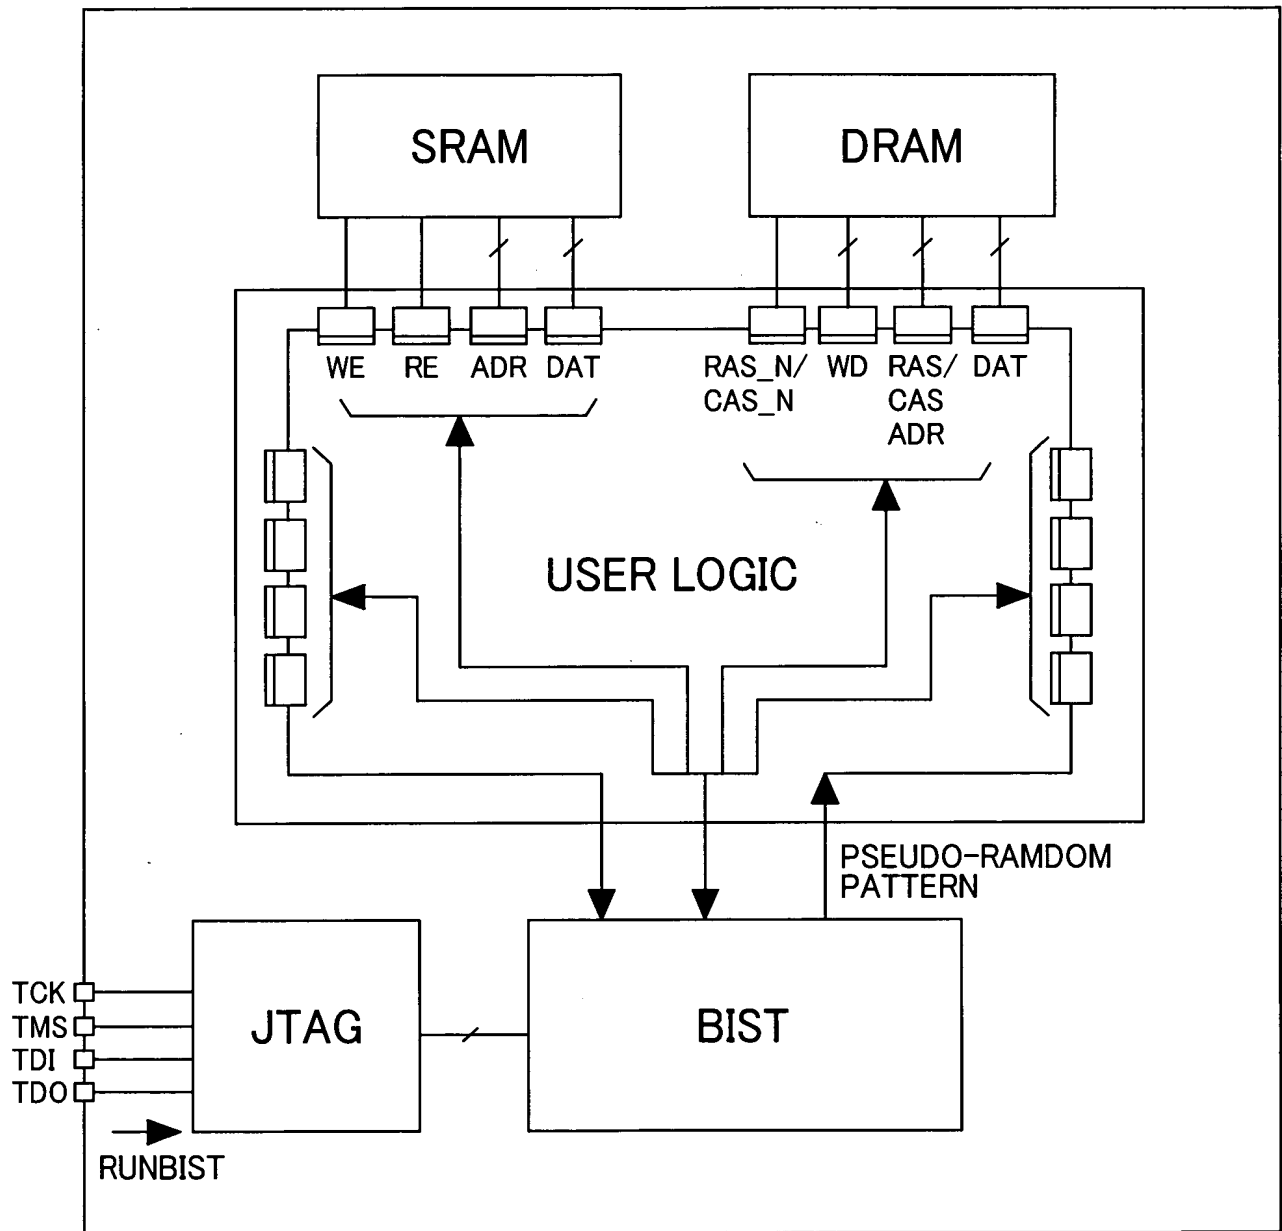 SRAM
DRAM
WE
RE
ADR
DAT
RAS_N/
CAS_N
WD
RAS/
CAS
ADR
DAT
USER LOGIC
PSEUDO-RAMDOM
PATTERN
TCK
TMS
TDI
TDO
JTAG
BIST
RUNBIST